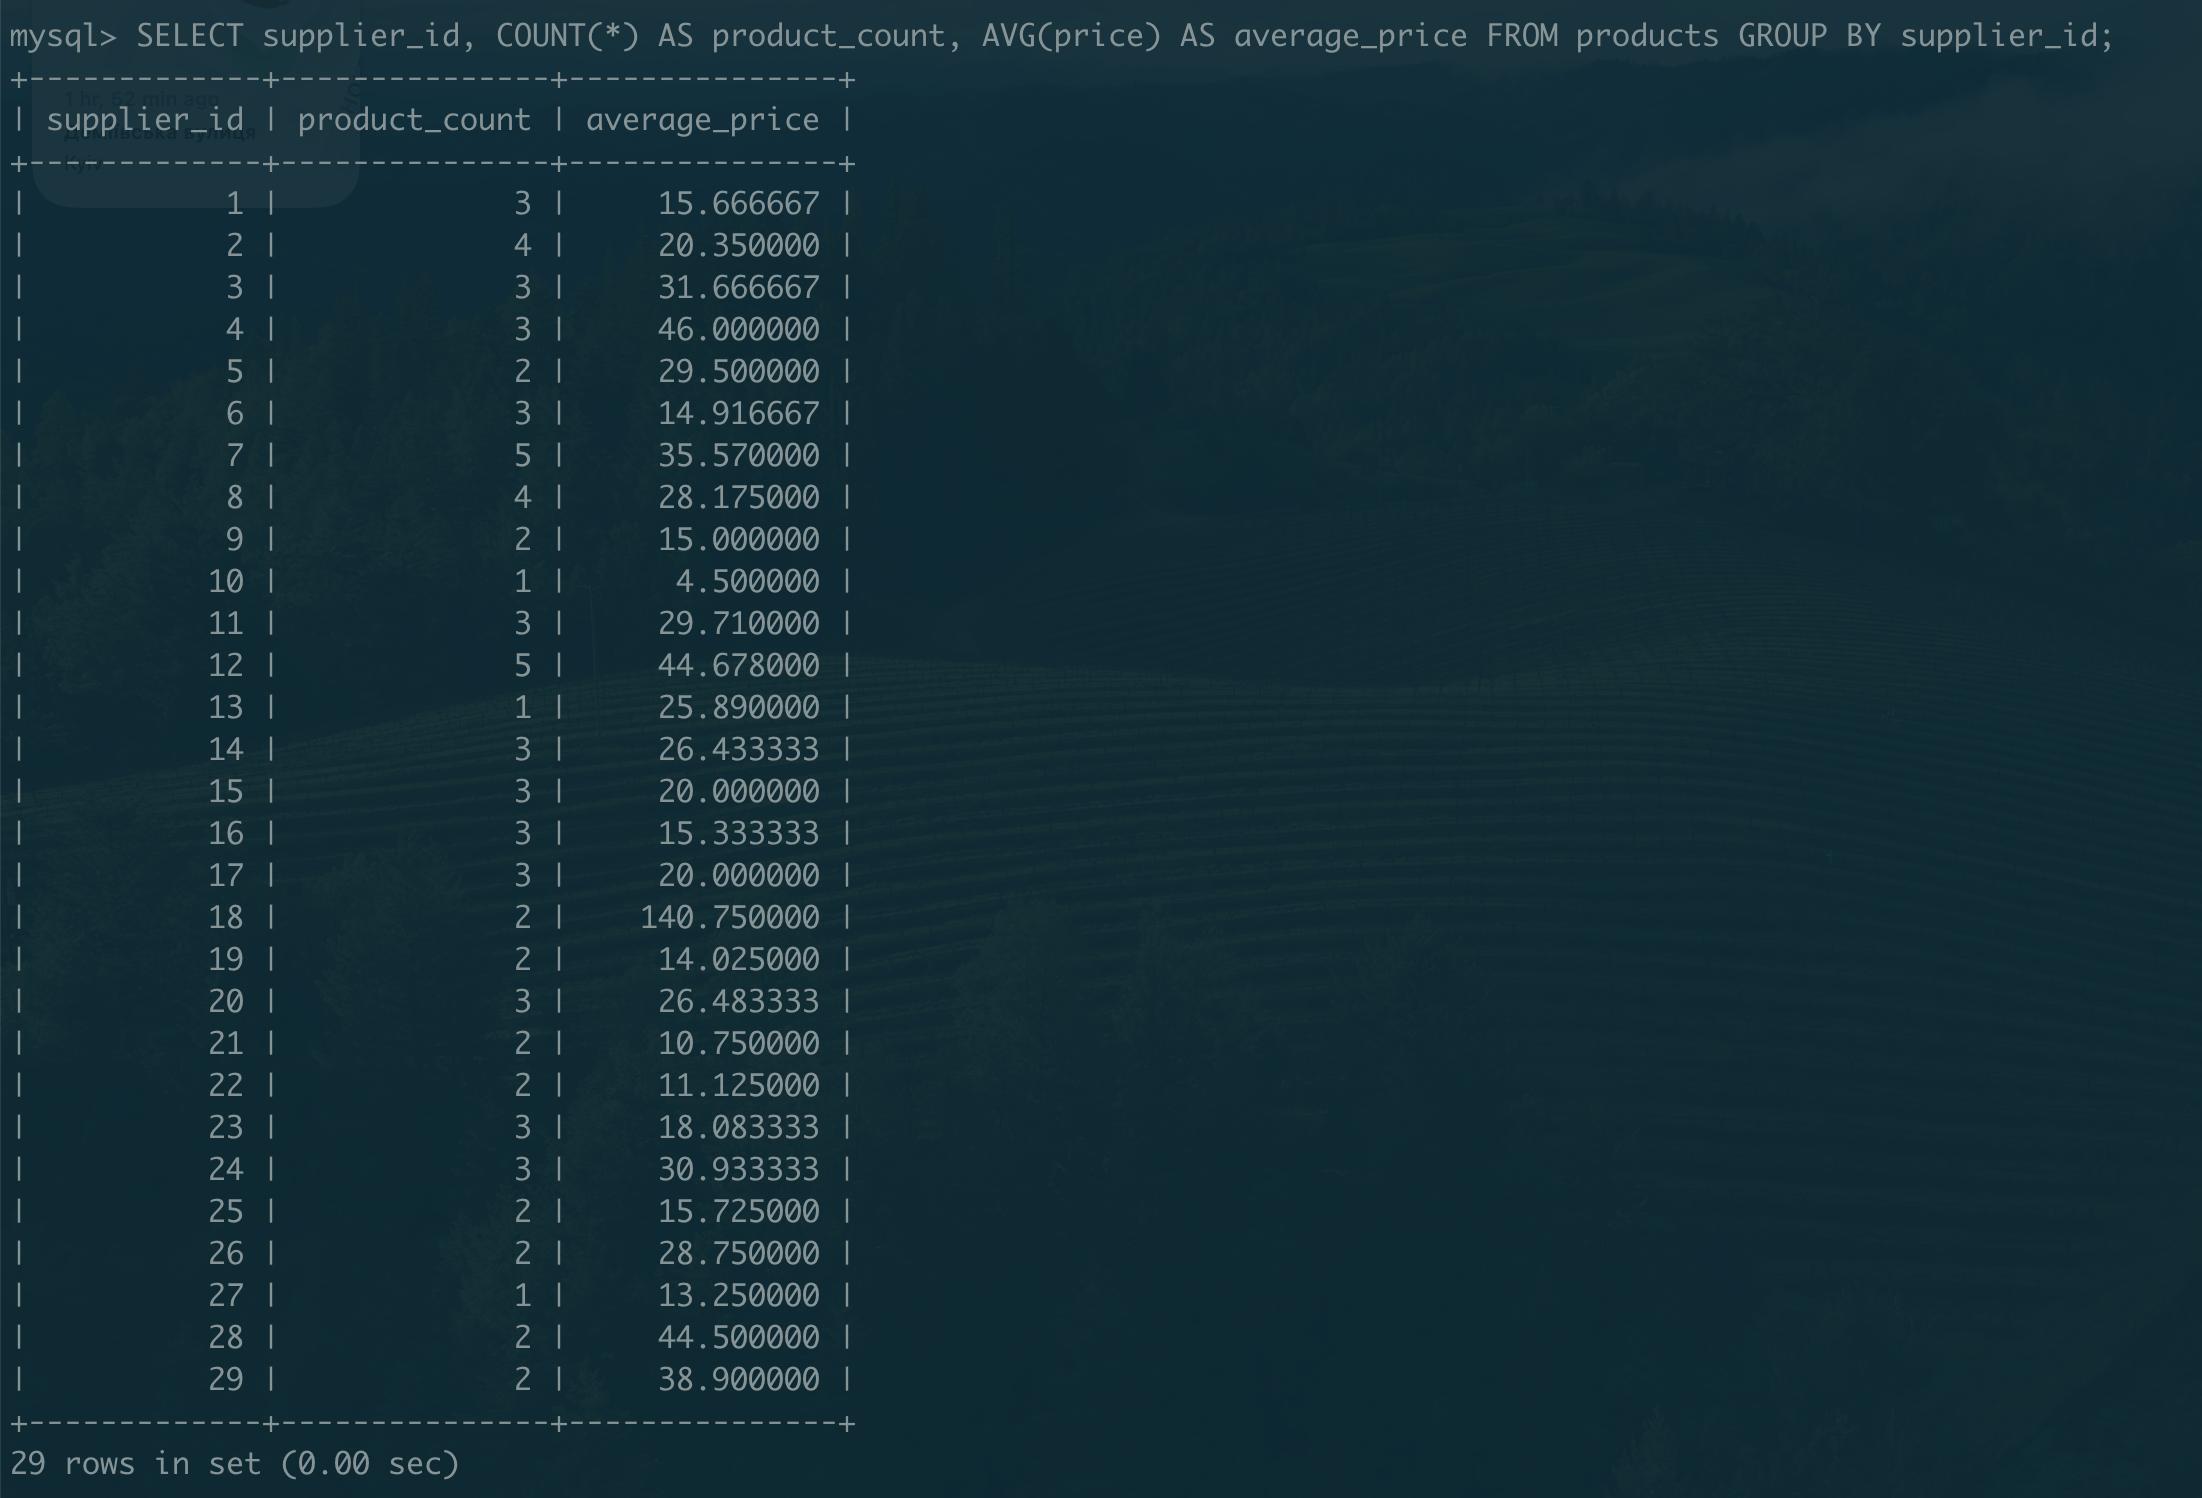 mysql> SELECT supplier_id, COUNT(*) AS product_count, AVG(price) AS average_price FROM products GROUP BY supplier_id;
+-------------+---------------+---------------+
| supplier_id | product_count | average_price |
+-------------+---------------+---------------+
|           1 |             3 |     15.666667 |
|           2 |             4 |     20.350000 |
|           3 |             3 |     31.666667 |
|           4 |             3 |     46.000000 |
|           5 |             2 |     29.500000 |
|           6 |             3 |     14.916667 |
|           7 |             5 |     35.570000 |
|           8 |             4 |     28.175000 |
|           9 |             2 |     15.000000 |
|          10 |             1 |      4.500000 |
|          11 |             3 |     29.710000 |
|          12 |             5 |     44.678000 |
|          13 |             1 |     25.890000 |
|          14 |             3 |     26.433333 |
|          15 |             3 |     20.000000 |
|          16 |             3 |     15.333333 |
|          17 |             3 |     20.000000 |
|          18 |             2 |    140.750000 |
|          19 |             2 |     14.025000 |
|          20 |             3 |     26.483333 |
|          21 |             2 |     10.750000 |
|          22 |             2 |     11.125000 |
|          23 |             3 |     18.083333 |
|          24 |             3 |     30.933333 |
|          25 |             2 |     15.725000 |
|          26 |             2 |     28.750000 |
|          27 |             1 |     13.250000 |
|          28 |             2 |     44.500000 |
|          29 |             2 |     38.900000 |
+-------------+---------------+---------------+
29 rows in set (0.00 sec)
1 hr, 52 min ago
вулиця
Kyiv